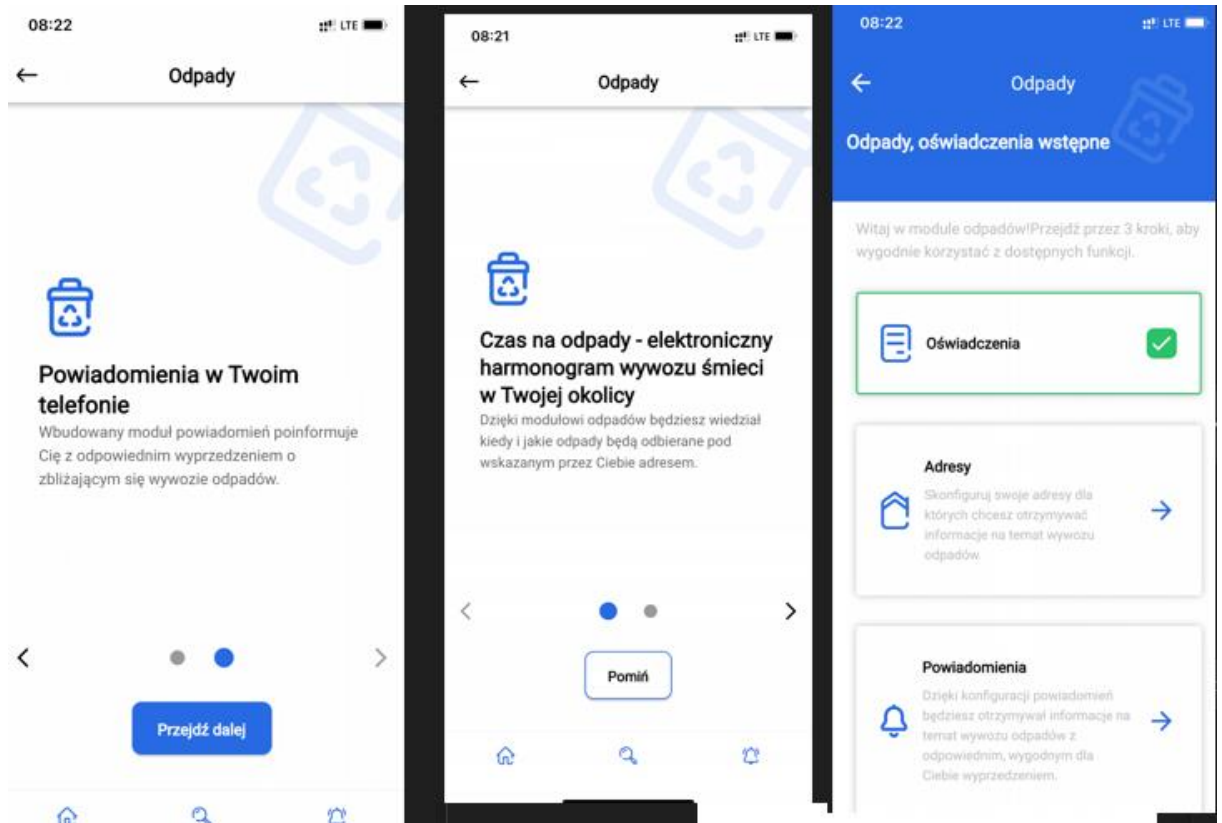 08:22
LTE
Odpady
Powiadomienia w Twoim
telefonie
Wbudowany moduł powiadomień poinformuje
Cię z odpowiednim wyprzedzeniem o
zbliżającym się wywozie odpadów.
Przejdź dalej
08:21
LTE
Odpady
Czas na odpady - elektroniczny
harmonogram wywozu śmieci
w Twojej okolicy
Dzięki modułowi odpadów będziesz wiedział
kiedy i jakie odpady będą odbierane pod
wskazanym przez Ciebie adresem.
Pomiń
08:22
LTE
Odpady
Odpady, oświadczenia wstępne
Witaj w module odpadów!Przejdź przez 3 kroki, aby
wygodnie korzystać z dostępnych funkcji.
Oświadczenia
Adresy
Skonfiguruj swoje adresy dla
których chcesz otrzymywać
informacje na temat wywozu
odpadów.
Powiadomienia
Dzięki konfiguracji powiadomień
będziesz otrzymywał informacje na
temat wywozu odpadów z
odpowiednim, wygodnym dla
Ciebie wyprzedzeniem.